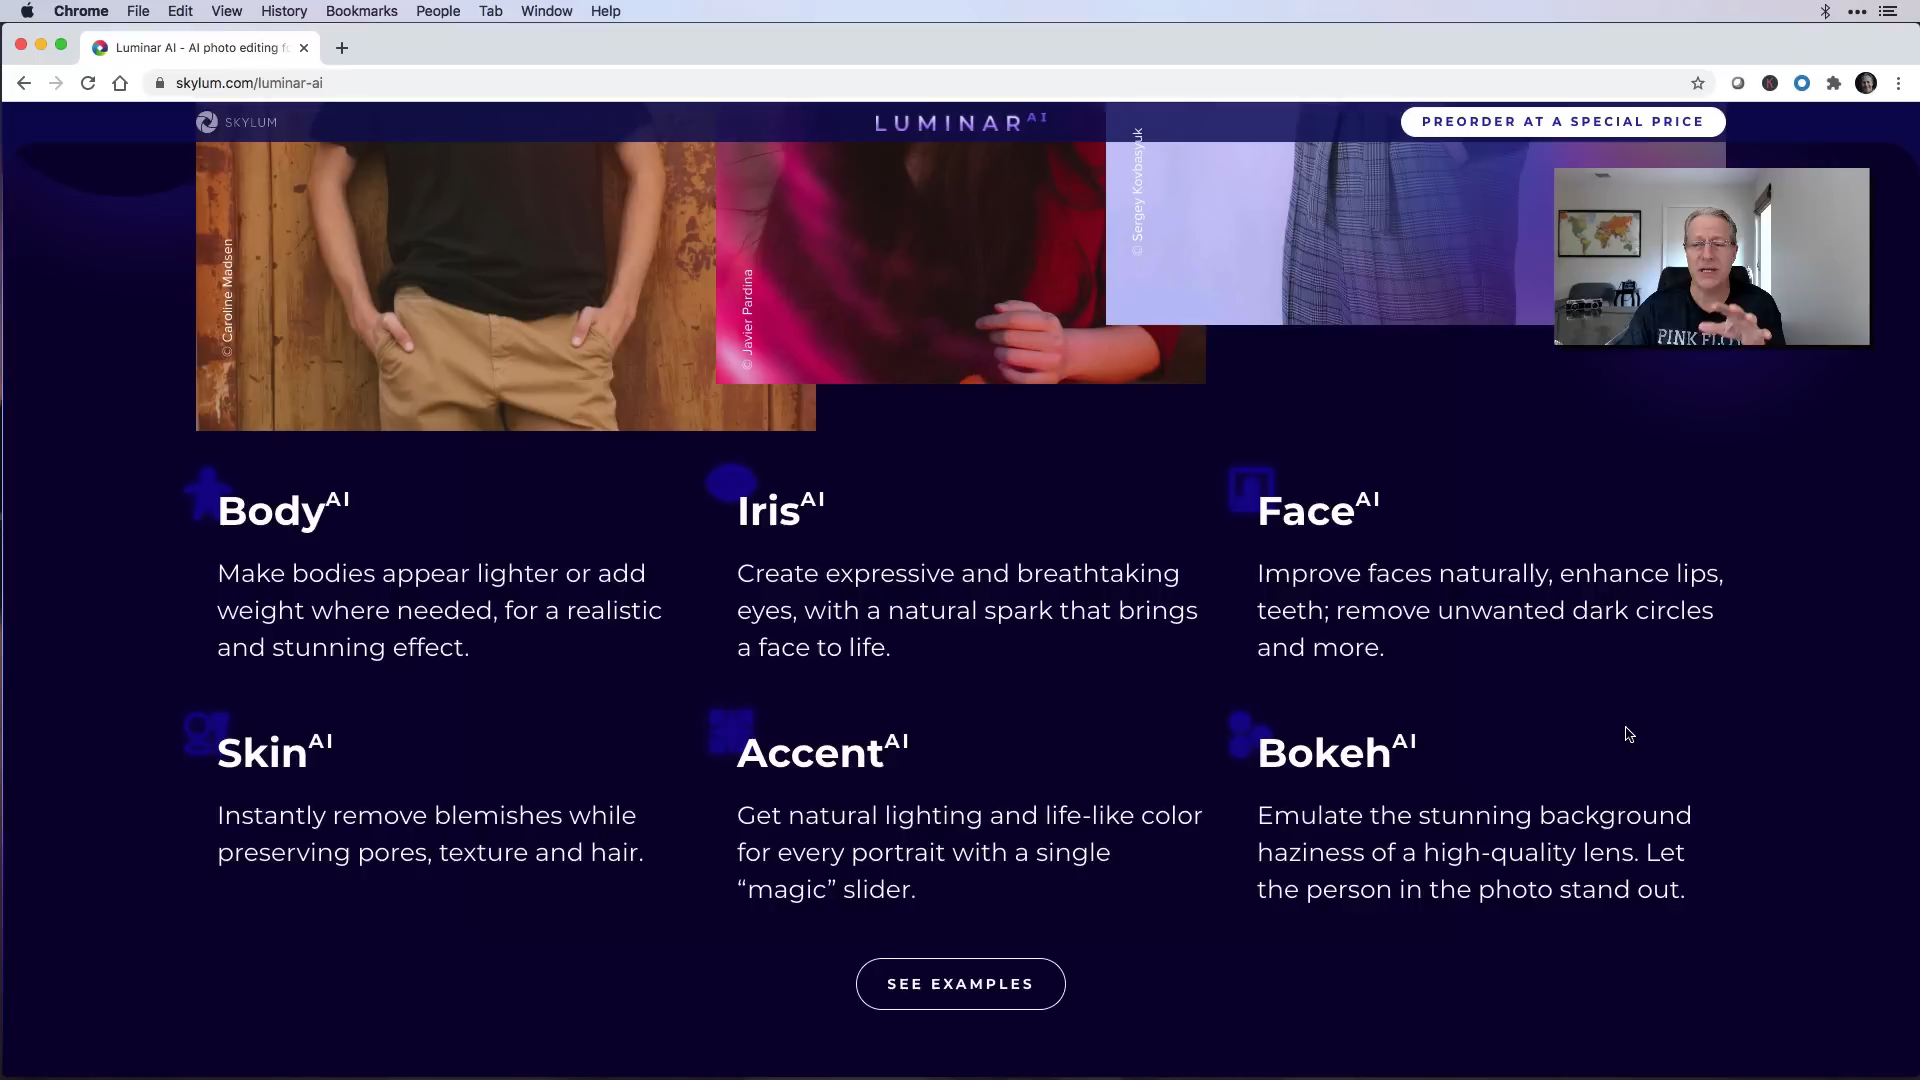 Chrome File Edit View History Bookmarks People Tab Window Help
Luminar AI - AI photo editing fo
skylum.com/luminar-ai
SKYLUM
LUMINAR AI
PREORDER AT A SPECIAL PRICE
© Caroline Madsen
© Javier Pardina
© Sergey Kovbasyuk
PINK FLO
Body AI
Make bodies appear lighter or add
weight where needed, for a realistic
and stunning effect.
Iris AI
Create expressive and breathtaking
eyes, with a natural spark that brings
a face to life.
Face AI
Improve faces naturally, enhance lips,
teeth; remove unwanted dark circles
and more.
Skin AI
Instantly remove blemishes while
preserving pores, texture and hair.
Accent AI
Get natural lighting and life-like color
for every portrait with a single
“magic” slider.
Bokeh AI
Emulate the stunning background
haziness of a high-quality lens. Let
the person in the photo stand out.
SEE EXAMPLES